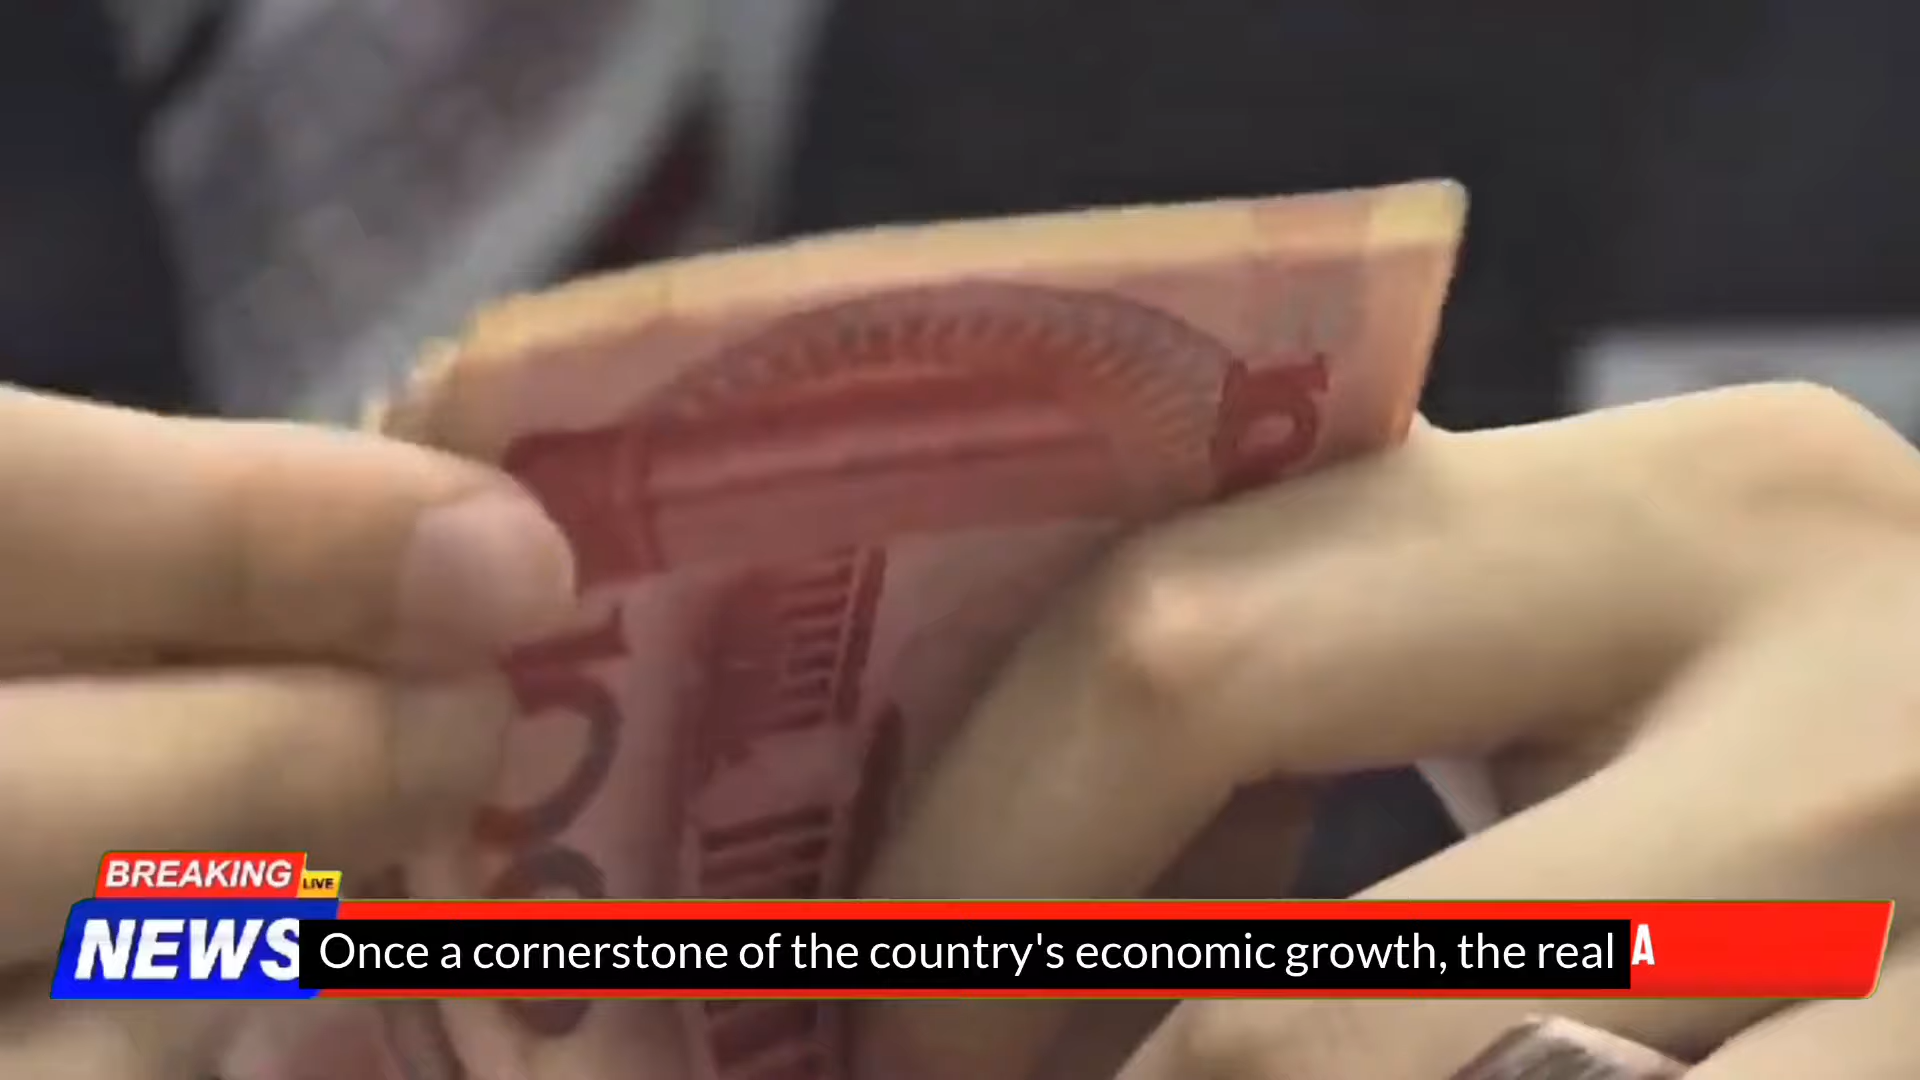 BREAKING
LIVE
NEWS
Once a cornerstone of the country's economic growth, the real
A